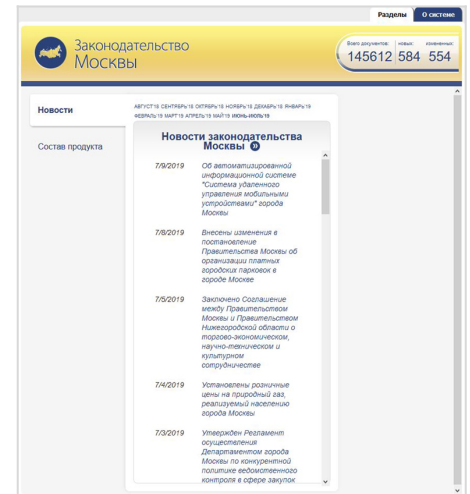 Разделы
О системе
Законодательство
Москвы
Всего документов: новых: измененных:
145612 584 554
Новости
Состав продукта
АВГУСТ'18 СЕНТЯБРЬ'18 ОКТЯБРЬ'18 НОЯБРЬ'18 ДЕКАБРЬ'18 ЯНВАРЬ'19
ФЕВРАЛЬ'19 МАРТ'19 АПРЕЛЬ'19 МАЙ'19 ИЮНЬ-ИЮЛЬ'19
Новости законодательства
Москвы
7/9/2019
Об автоматизированной
информационной системе
"Система удаленного
управления мобильными
устройствами" города
Москвы
7/8/2019
Внесены изменения в
постановление
Правительства Москвы об
организации платных
городских парковок в
городе Москве
7/5/2019
Заключено Соглашение
между Правительством
Москвы и Правительством
Нижегородской области о
торгово-экономическом,
научно-техническом и
культурном
сотрудничестве
7/4/2019
Установлены розничные
цены на природный газ,
реализуемый населению
города Москвы
7/3/2019
Утвержден Регламент
осуществления
Департаментом города
Москвы по конкурентной
политике ведомственного
контроля в сфере закупок